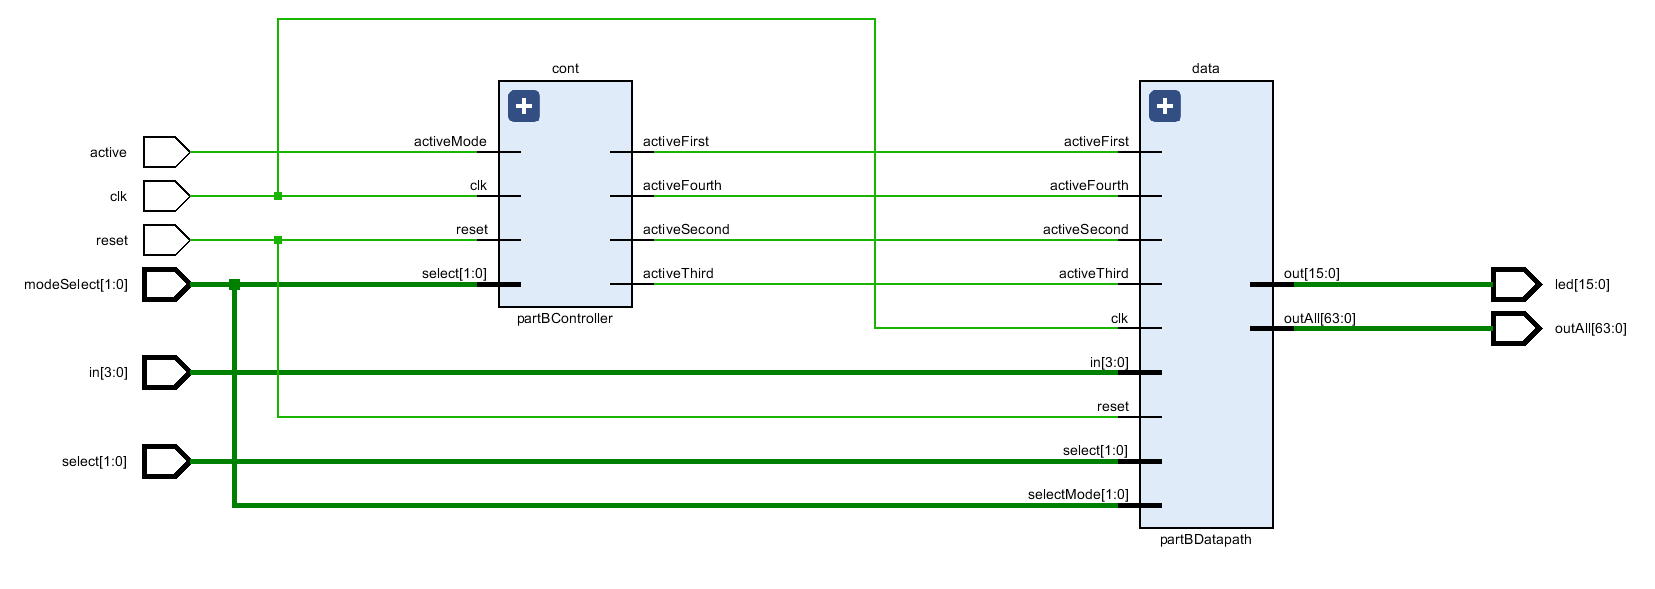 cont
data
active
activeMode
activeFirst
activeFirst
clk
clk
activeFourth
activeFourth
reset
reset
activeSecond
activeSecond
modeSelect[1:0]
select[1:0]
activeThird
activeThird
out[15:0]
led[15:0]
partBController
clk
outAll[63:0]
outAll[63:0]
in[3:0]
in[3:0]
reset
select[1:0]
select[1:0]
selectMode[1:0]
partBDatapath